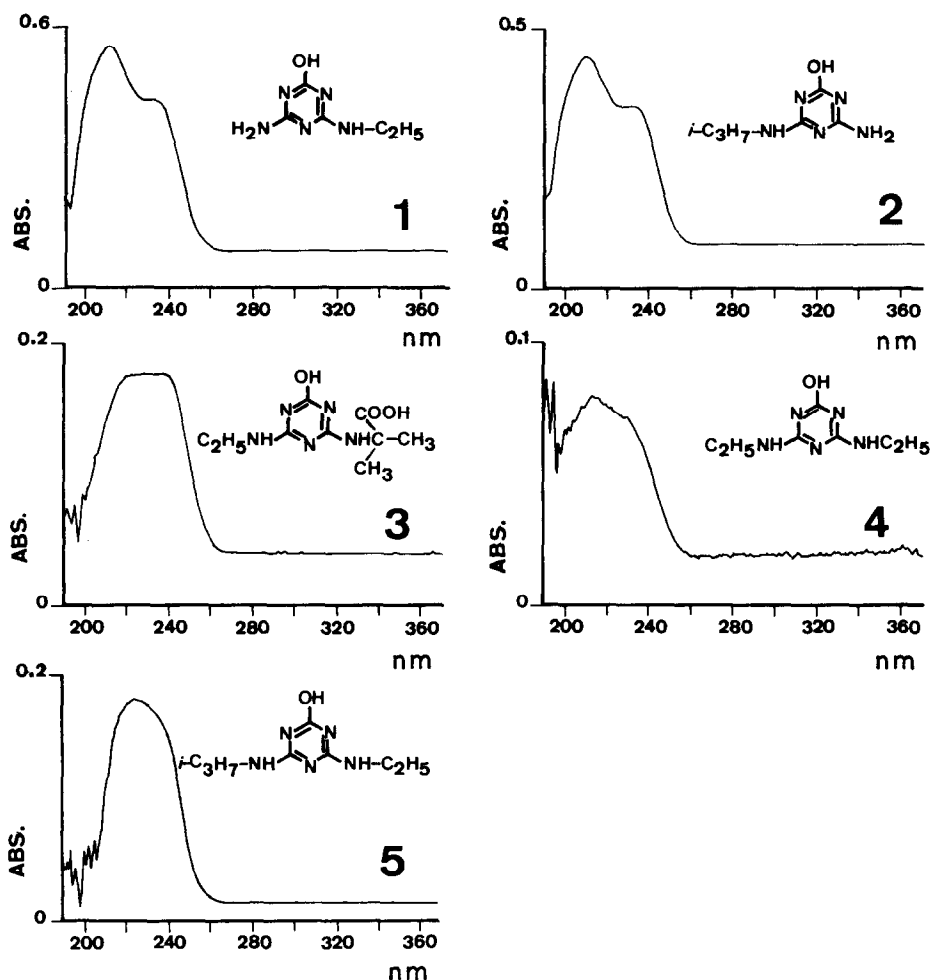 0.6
OH
N N
H₂N N NH–C₂H₅
ABS.
1
0
200 240 280 320 360
nm
0.5
OH
N N
i–C₃H₇–NH N NH₂
ABS.
2
0
200 240 280 320 360
nm
0.2
OH
N N COOH
C₂H₅NH N NHC–CH₃
CH₃
ABS.
3
0
200 240 280 320 360
nm
0.1
OH
N N
C₂H₅NH N NHC₂H₅
ABS.
4
0
200 240 280 320 360
nm
0.2
OH
N N
i–C₃H₇–NH N NH–C₂H₅
ABS.
5
0
200 240 280 320 360
nm